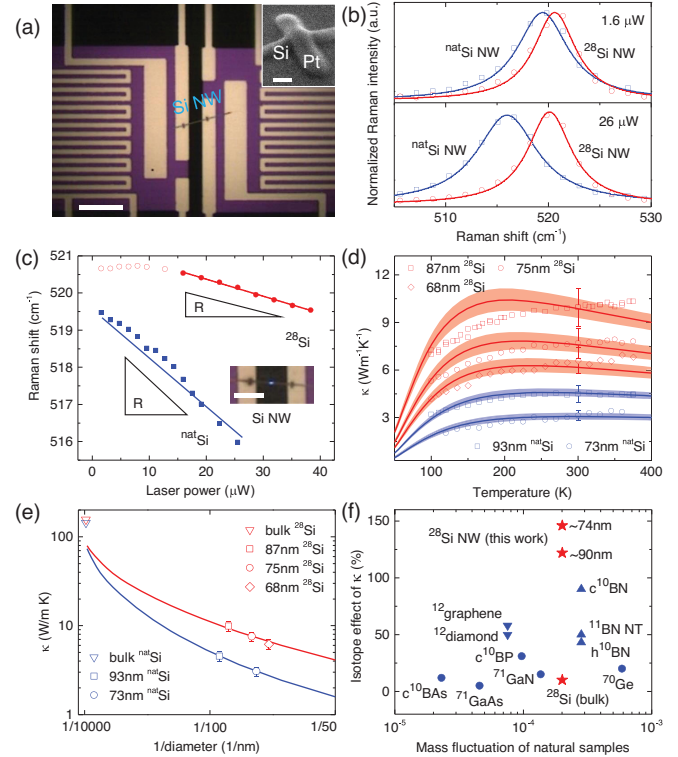 (a)
Si
Pt
Si NW
(b)
Normalized Raman intensity (a.u.)
1.6 μW
natSi NW
28Si NW
26 μW
natSi NW
28Si NW
510
520
530
Raman shift (cm-1)
(c)
Raman shift (cm-1)
521
520
519
518
517
516
R
28Si
R
natSi
Si NW
0
10
20
30
40
Laser power (μW)
(d)
κ (Wm-1K-1)
12
9
6
3
87nm 28Si
75nm 28Si
68nm 28Si
93nm natSi
73nm natSi
100
200
300
400
Temperature (K)
(e)
κ (W/m K)
100
10
1
bulk 28Si
87nm 28Si
75nm 28Si
68nm 28Si
bulk natSi
93nm natSi
73nm natSi
1/10000
1/100
1/50
1/diameter (1/nm)
(f)
Isotope effect of κ (%)
150
100
50
0
28Si NW (this work)
~74nm
~90nm
c10BN
12graphene
12diamond
11BN NT
h10BN
c10BP
71GaN
70Ge
c10BAs
71GaAs
28Si (bulk)
10-5
10-4
10-3
Mass fluctuation of natural samples